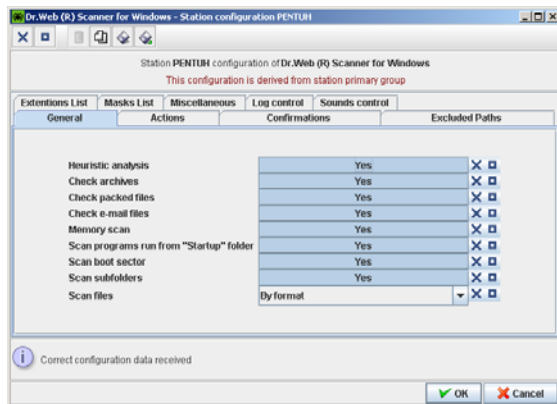 Dr.Web (R) Scanner for Windows - Station configuration PENTUH
Station PENTUH configuration of Dr.Web (R) Scanner for Windows
This configuration is derived from station primary group
Extentions List Masks List Miscellaneous Log control Sounds control
General Actions Confirmations Excluded Paths
Heuristic analysis Yes
Check archives Yes
Check packed files Yes
Check e-mail files Yes
Memory scan Yes
Scan programs run from "Startup" folder Yes
Scan boot sector Yes
Scan subfolders Yes
Scan files By format
Correct configuration data received
OK Cancel